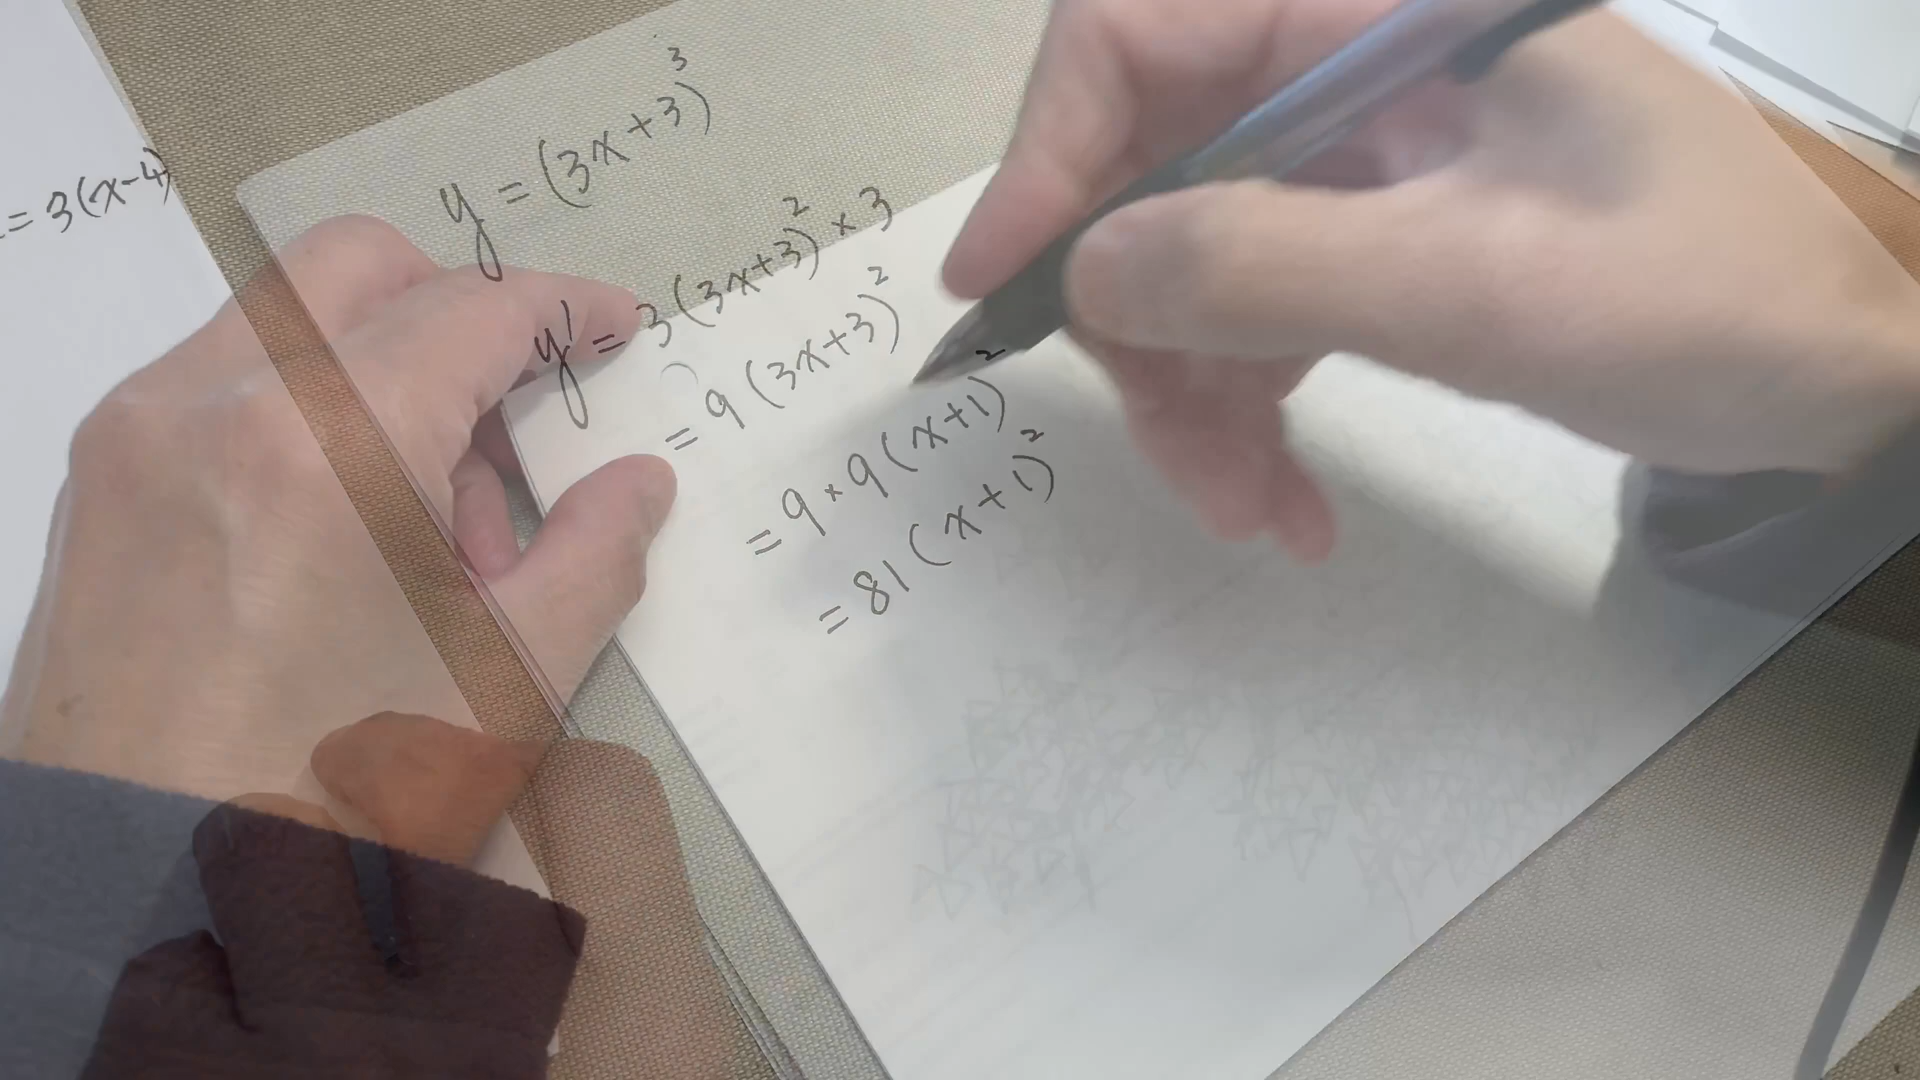 = 3(x-4)
y = (3x+3)³
y' = 3(3x+3)² × 3
= 9(3x+3)²
= 9 × 9(x+1)²
= 81(x+1)²